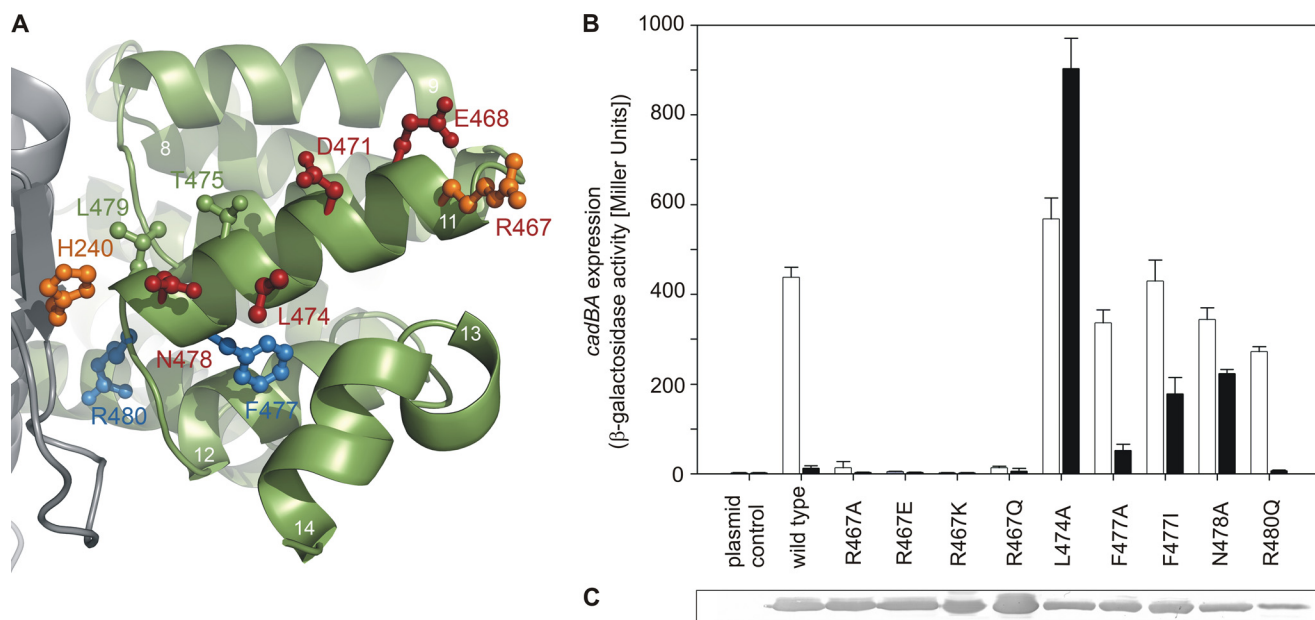 A
9
8
E468
D471
T475
L479
11
R467
H240
L474
13
N478
R480
F477
12
14
B
cadBA expression
(β-galactosidase activity [Miller Units])
1000
800
600
400
200
0
plasmid
control
wild type
R467A
R467E
R467K
R467Q
L474A
F477A
F477I
N478A
R480Q
C